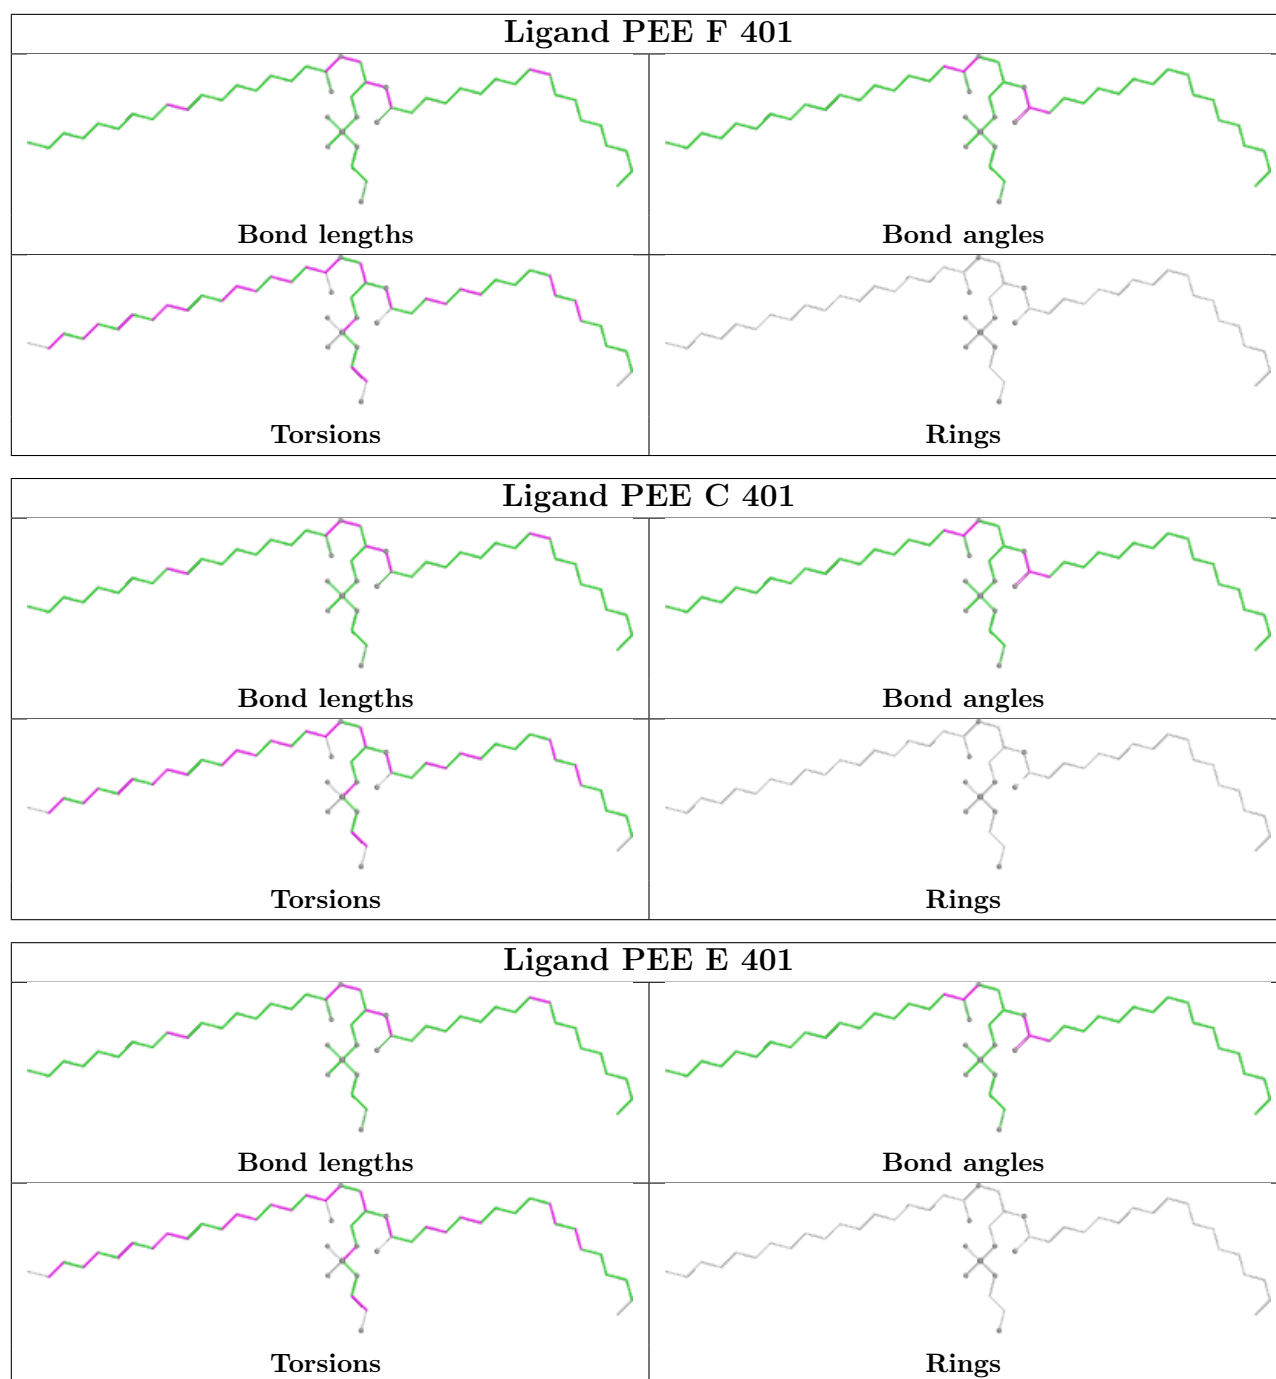 Ligand PEE F 401
Bond lengths
Bond angles
Torsions
Rings
Ligand PEE C 401
Bond lengths
Bond angles
Torsions
Rings
Ligand PEE E 401
Bond lengths
Bond angles
Torsions
Rings